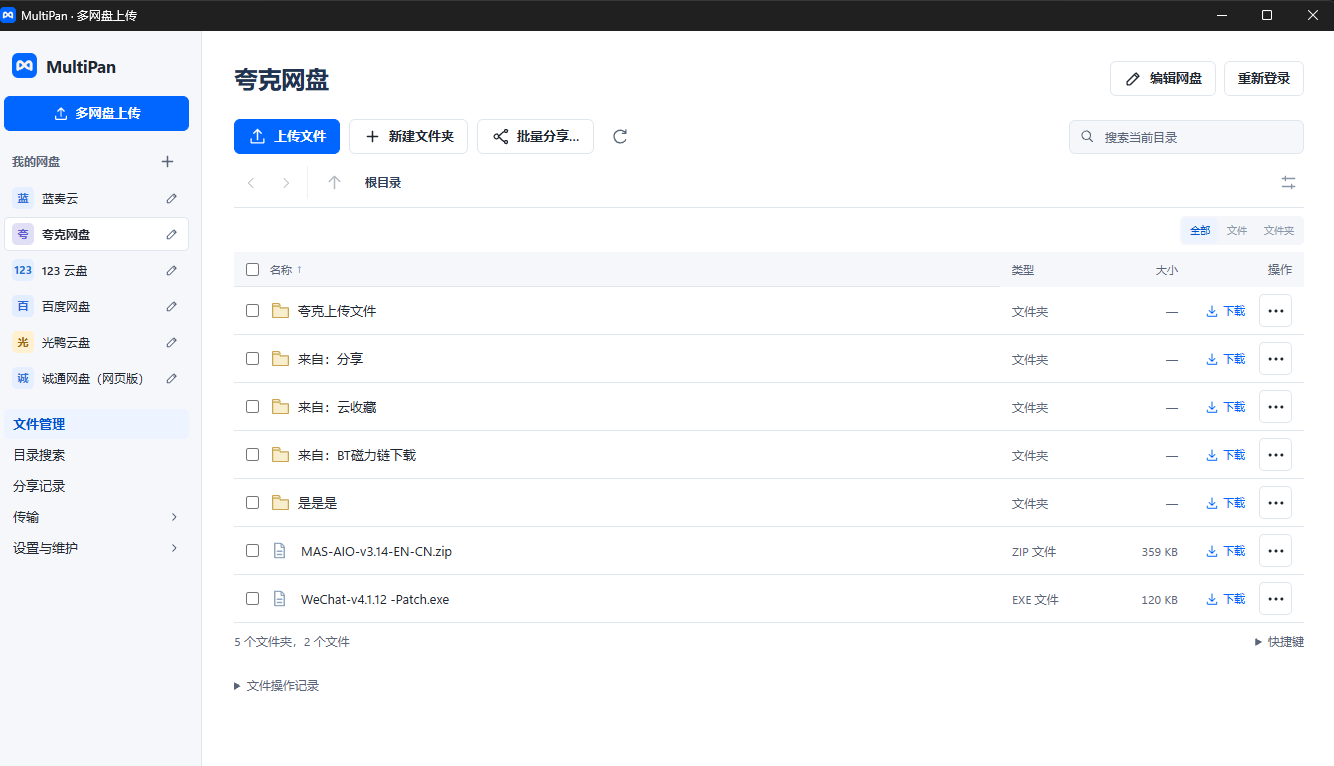 MultiPan · 多网盘上传
MultiPan
多网盘上传
我的网盘
蓝 蓝奏云
夸 夸克网盘
123 123 云盘
百 百度网盘
光 光鸭云盘
诚 诚通网盘（网页版）
文件管理
目录搜索
分享记录
传输
设置与维护
夸克网盘
编辑网盘 重新登录
上传文件 新建文件夹 批量分享... 搜索当前目录
根目录
全部 文件 文件夹
名称 ↑ 类型 大小 操作
夸克上传文件 文件夹 — 下载
来自：分享 文件夹 — 下载
来自：云收藏 文件夹 — 下载
来自：BT磁力链下载 文件夹 — 下载
是是是 文件夹 — 下载
MAS-AIO-v3.14-EN-CN.zip ZIP 文件 359 KB 下载
WeChat-v4.1.12 -Patch.exe EXE 文件 120 KB 下载
5 个文件夹，2 个文件 快捷键
文件操作记录